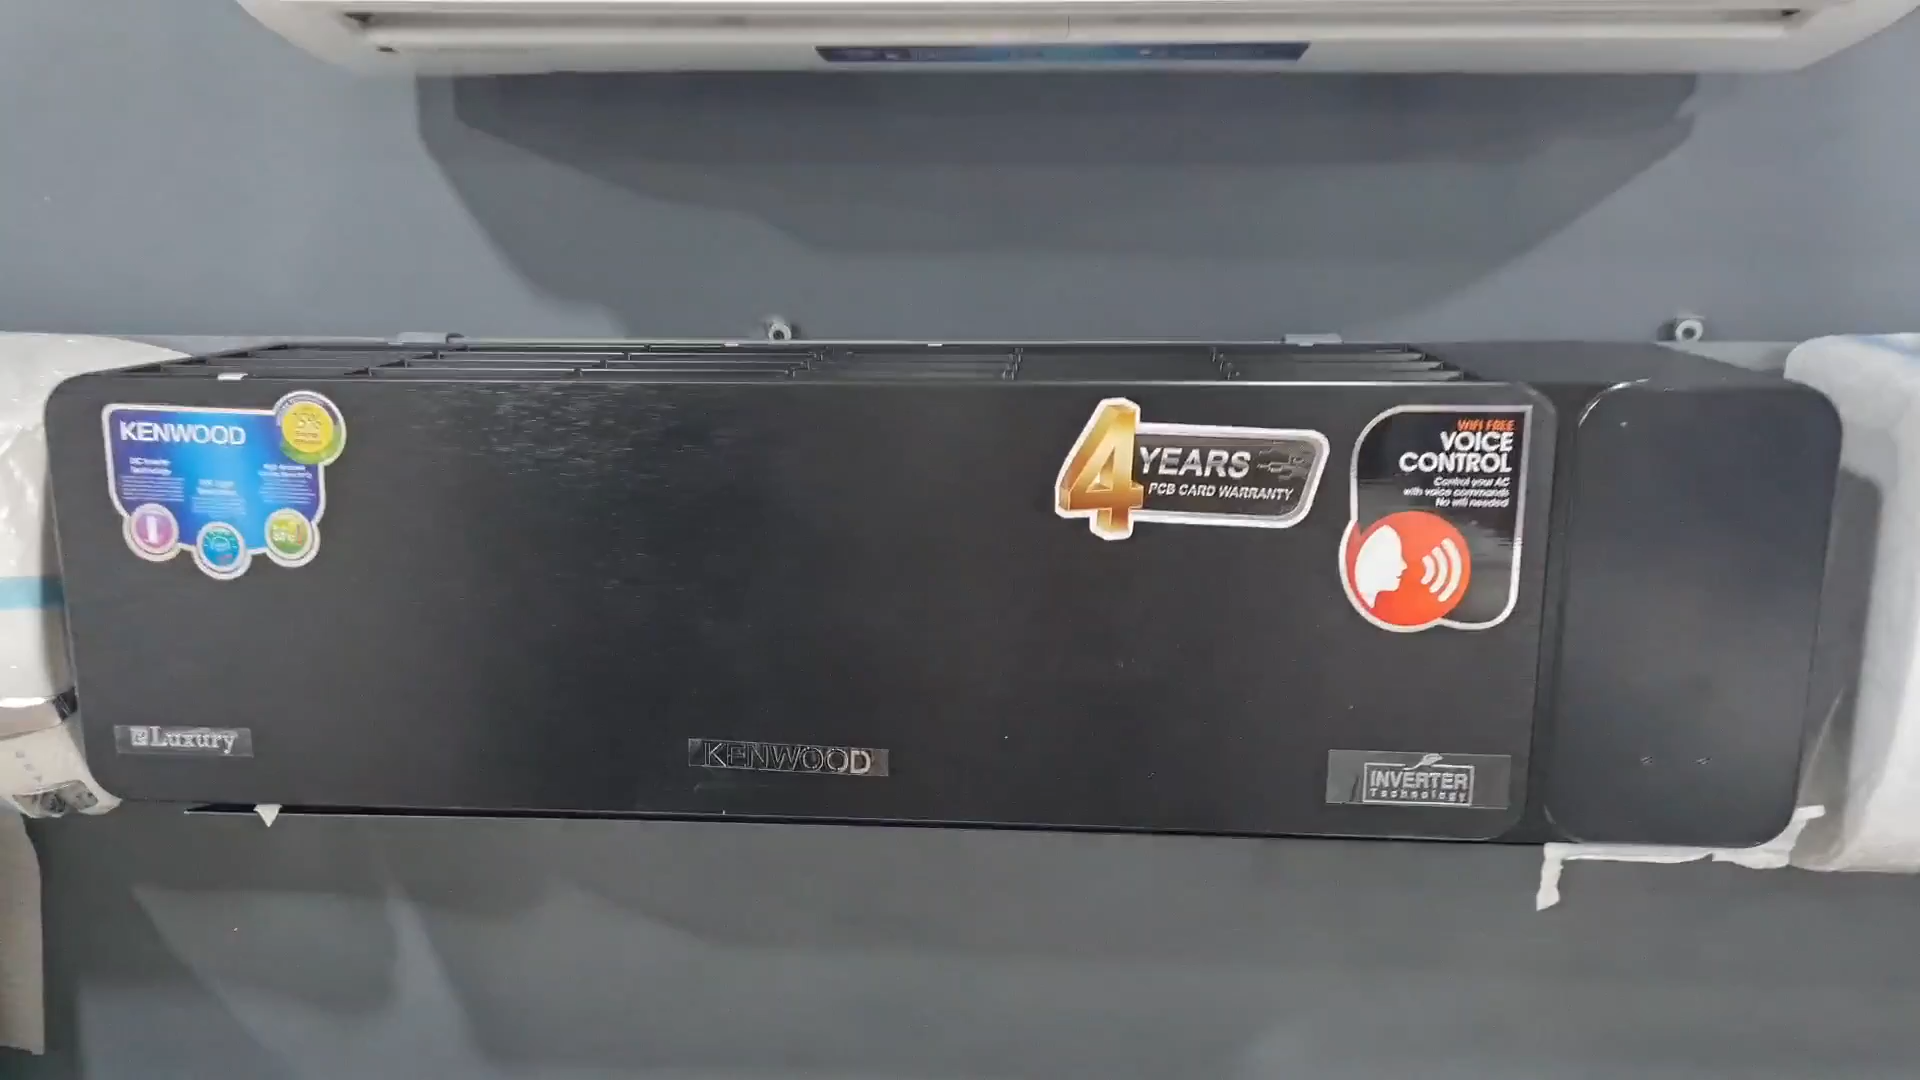 KENWOOD
4 YEARS
PCB CARD WARRANTY
WIFI FREE
VOICE
CONTROL
Control your AC
with voice commands
No wifi needed
eLuxury
KENWOOD
INVERTER
Technology